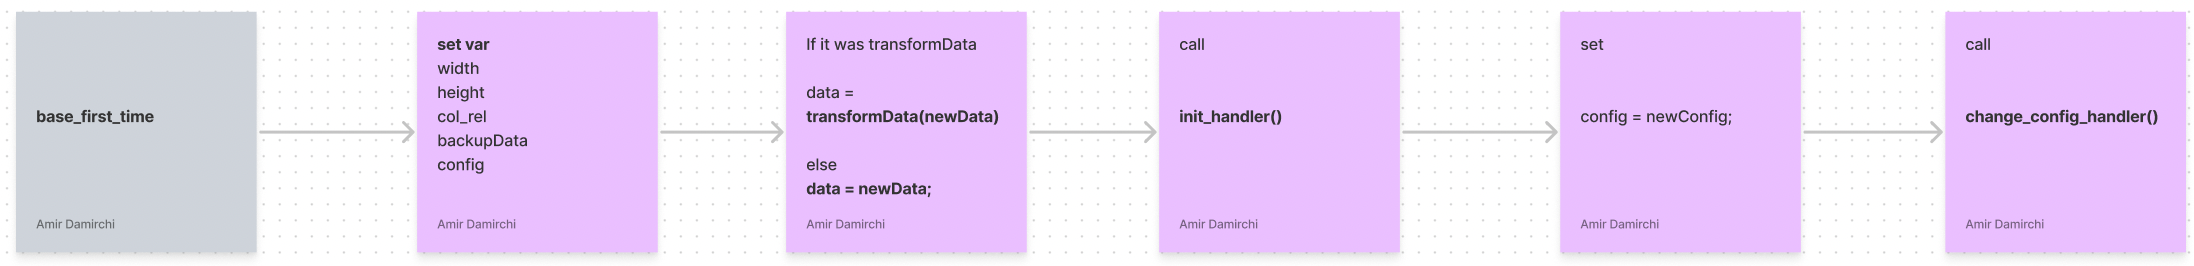 base_first_time
Amir Damirchi
set var
width
height
col_rel
backupData
config
Amir Damirchi
If it was transformData
data =
transformData(newData)
else
data = newData;
Amir Damirchi
call
init_handler()
Amir Damirchi
set
config = newConfig;
Amir Damirchi
call
change_config_handler()
Amir Damirchi